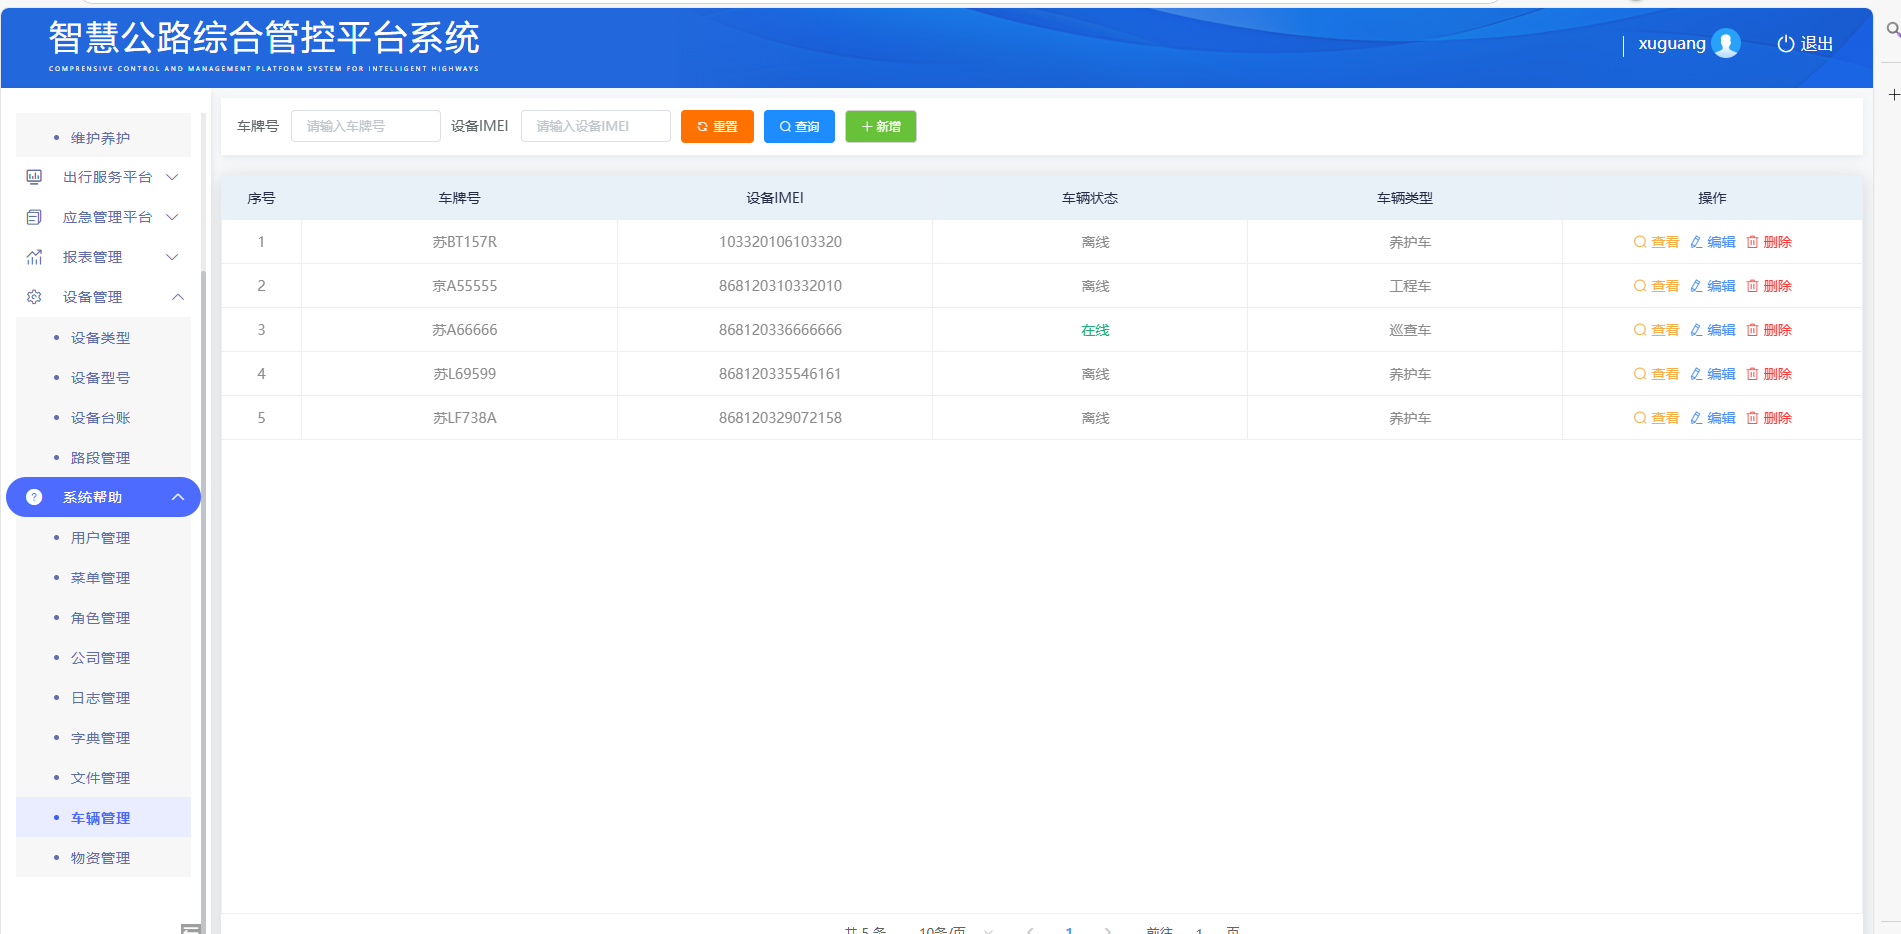 智慧公路综合管控平台系统
COMPRENSIVE CONTROL AND MANAGEMENT PLATFORM SYSTEM FOR INTELLIGENT HIGHWAYS
xuguang 退出
维护养护
出行服务平台
应急管理平台
报表管理
设备管理
设备类型
设备型号
设备台账
路段管理
系统帮助
用户管理
菜单管理
角色管理
公司管理
日志管理
字典管理
文件管理
车辆管理
物资管理
车牌号 请输入车牌号 设备IMEI 请输入设备IMEI 重置 查询 新增
序号 车牌号 设备IMEI 车辆状态 车辆类型 操作
1 苏BT157R 103320106103320 离线 养护车 查看 编辑 删除
2 京A55555 868120310332010 离线 工程车 查看 编辑 删除
3 苏A66666 868120336666666 在线 巡查车 查看 编辑 删除
4 苏L69599 868120335546161 离线 养护车 查看 编辑 删除
5 苏LF738A 868120329072158 离线 养护车 查看 编辑 删除
共 5 条 10条/页 1 前往 1 页